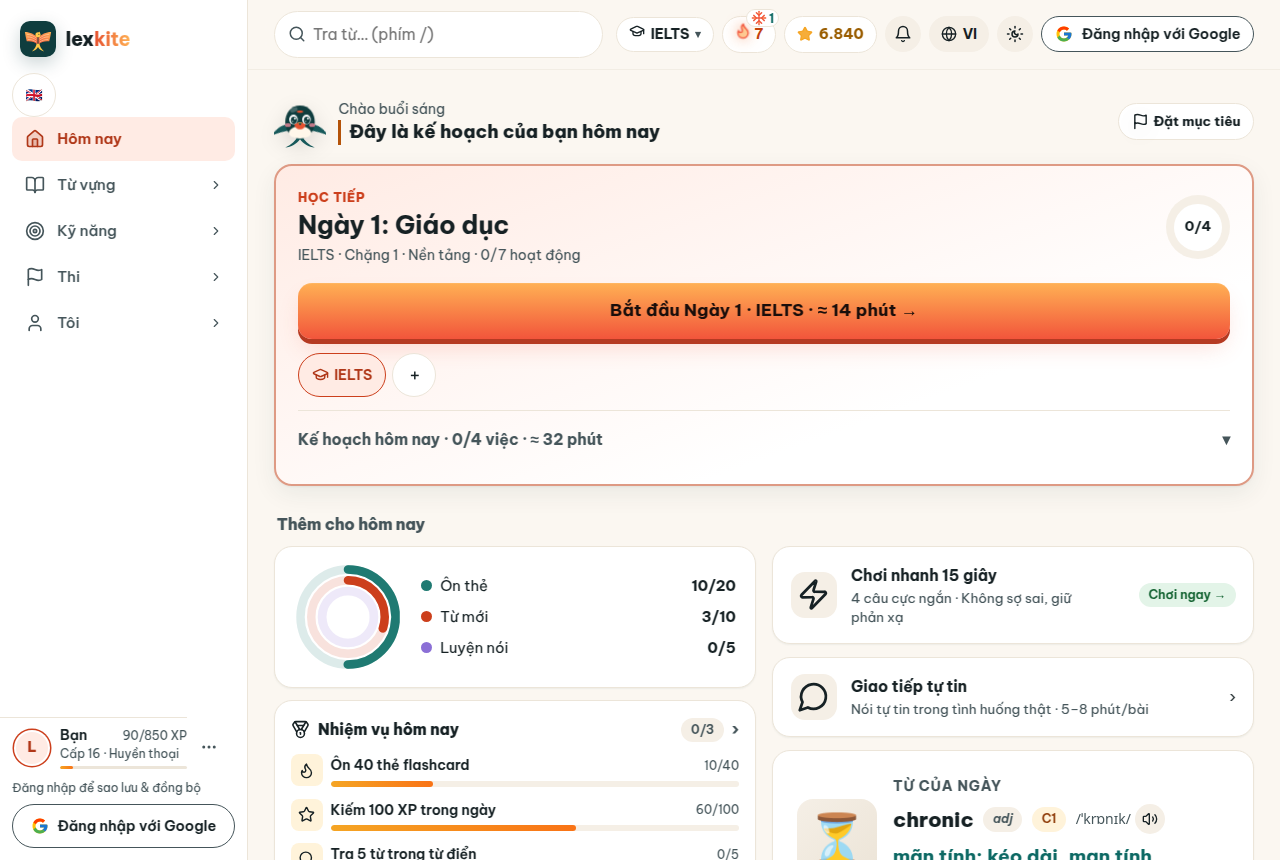 lexkite
Hôm nay
Từ vựng
Kỹ năng
Thi
Tôi
L
Bạn
90/850 XP
Cấp 16 · Huyền thoại
Đăng nhập để sao lưu & đồng bộ
Đăng nhập với Google
Tra từ... (phím /)
IELTS ▾
1
7
6.840
VI
Đăng nhập với Google
Chào buổi sáng
Đây là kế hoạch của bạn hôm nay
Đặt mục tiêu
HỌC TIẾP
Ngày 1: Giáo dục
IELTS · Chặng 1 · Nền tảng · 0/7 hoạt động
0/4
Bắt đầu Ngày 1 · IELTS · ≈ 14 phút →
IELTS
+
Kế hoạch hôm nay · 0/4 việc · ≈ 32 phút
Thêm cho hôm nay
Ôn thẻ 10/20
Từ mới 3/10
Luyện nói 0/5
Nhiệm vụ hôm nay
0/3
Ôn 40 thẻ flashcard 10/40
Kiếm 100 XP trong ngày 60/100
Tra 5 từ trong từ điển 0/5
Chơi nhanh 15 giây
4 câu cực ngắn · Không sợ sai, giữ
phản xạ
Chơi ngay →
Giao tiếp tự tin
Nói tự tin trong tình huống thật · 5–8 phút/bài
TỪ CỦA NGÀY
chronic adj C1 /ˈkrɒnɪk/
mãn tính; kéo dài, mạn tính